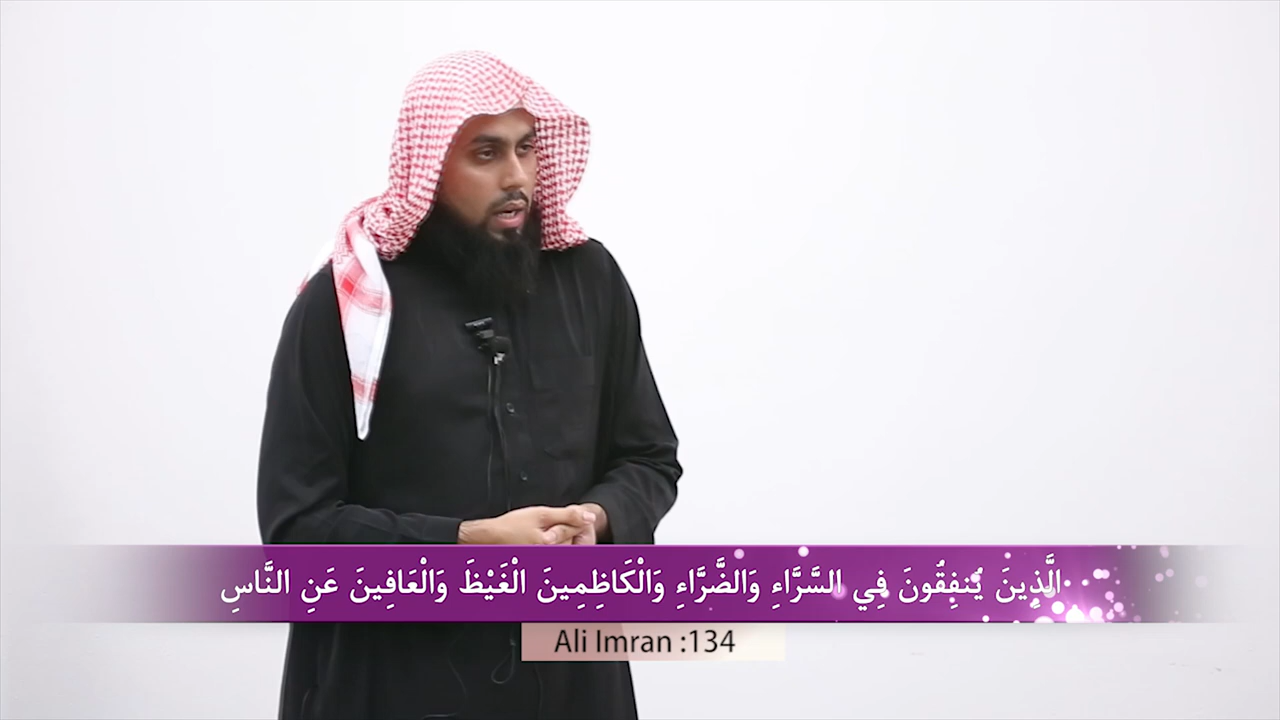 الَّذِينَ يُنفِقُونَ فِي السَّرَّاءِ وَالضَّرَّاءِ وَالْكَاظِمِينَ الْغَيْظَ وَالْعَافِينَ عَنِ النَّاسِ
Ali Imran :134